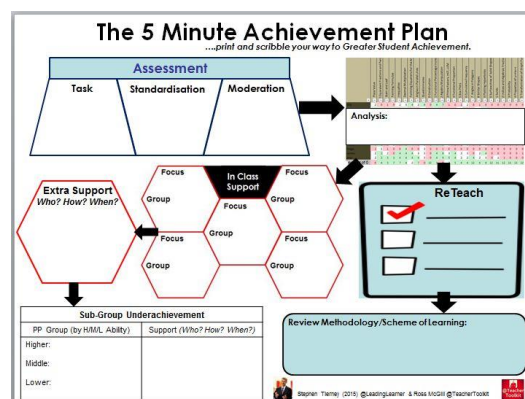 The 5 Minute Achievement Plan
....print and scribble your way to Greater Student Achievement.
Assessment
Task
Standardisation
Moderation
Analysis:
Extra Support
Who? How? When?
Focus
Group
In Class
Support
Focus
Group
Focus
Group
Focus
Group
Focus
Group
ReTeach
Sub-Group Underachievement
PP Group (by H/M/L Ability)
Support (Who? How? When?)
Higher:
Middle:
Lower:
Review Methodology/Scheme of Learning:
Stephen Tierney (2015) @LeadingLearner & Ross McGill @TeacherToolkit
@Teacher
Toolkit